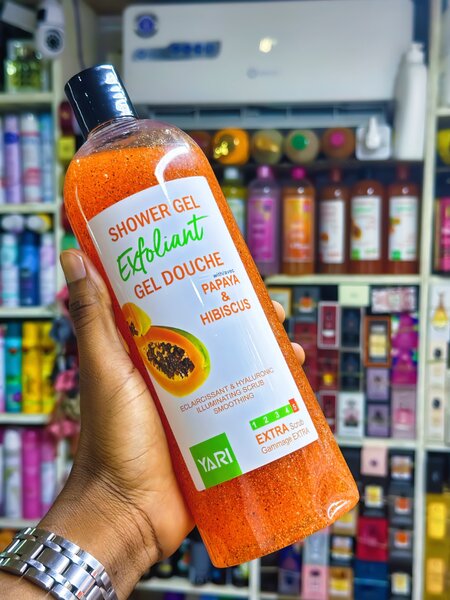 SHOWER GEL
Exfoliant
GEL DOUCHE
with/avec
PAPAYA
&
HIBISCUS
ECLAIRCISSANT & HYALURONIC
ILLUMINATING SCRUB
SMOOTHING
1 2 3 4 5
EXTRA Scrub
Gommage EXTRA
YARI